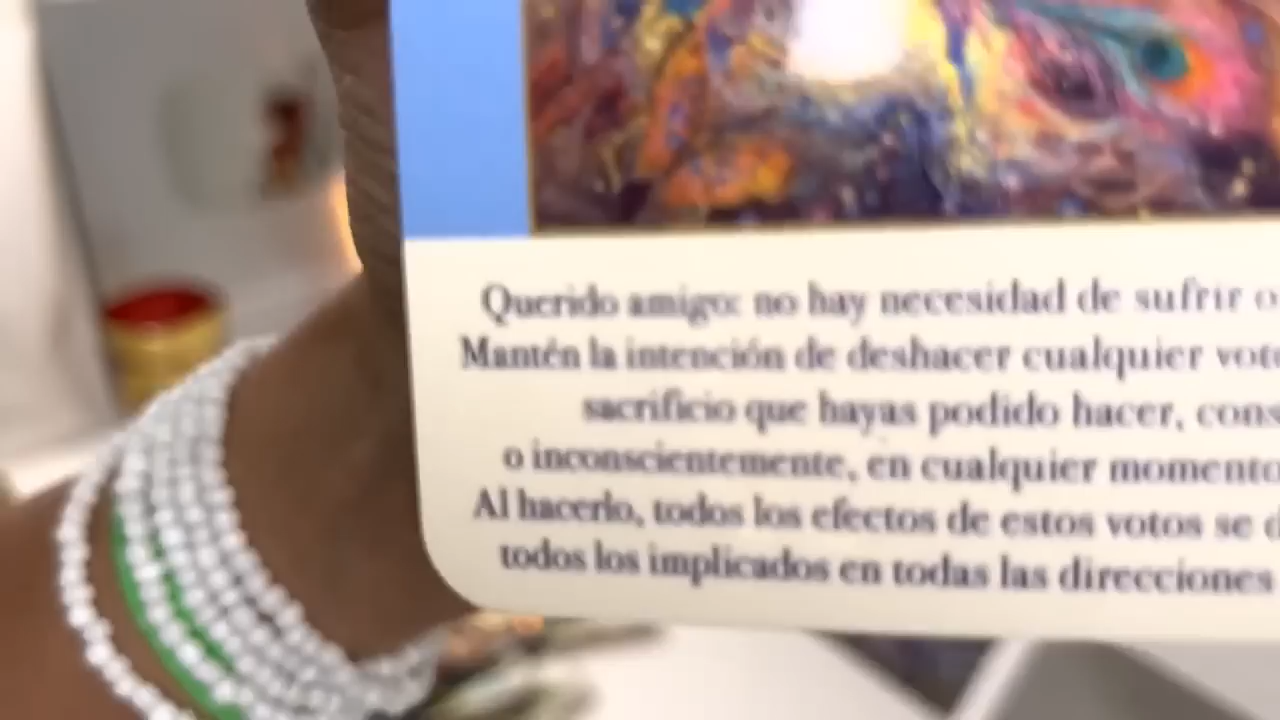 Querido amigo: no hay necesidad de sufrir o
Mantén la intención de deshacer cualquier voto
sacrificio que hayas podido hacer, cons
o inconscientemente, en cualquier momento
Al hacerlo, todos los efectos de estos votos se d
todos los implicados en todas las direcciones